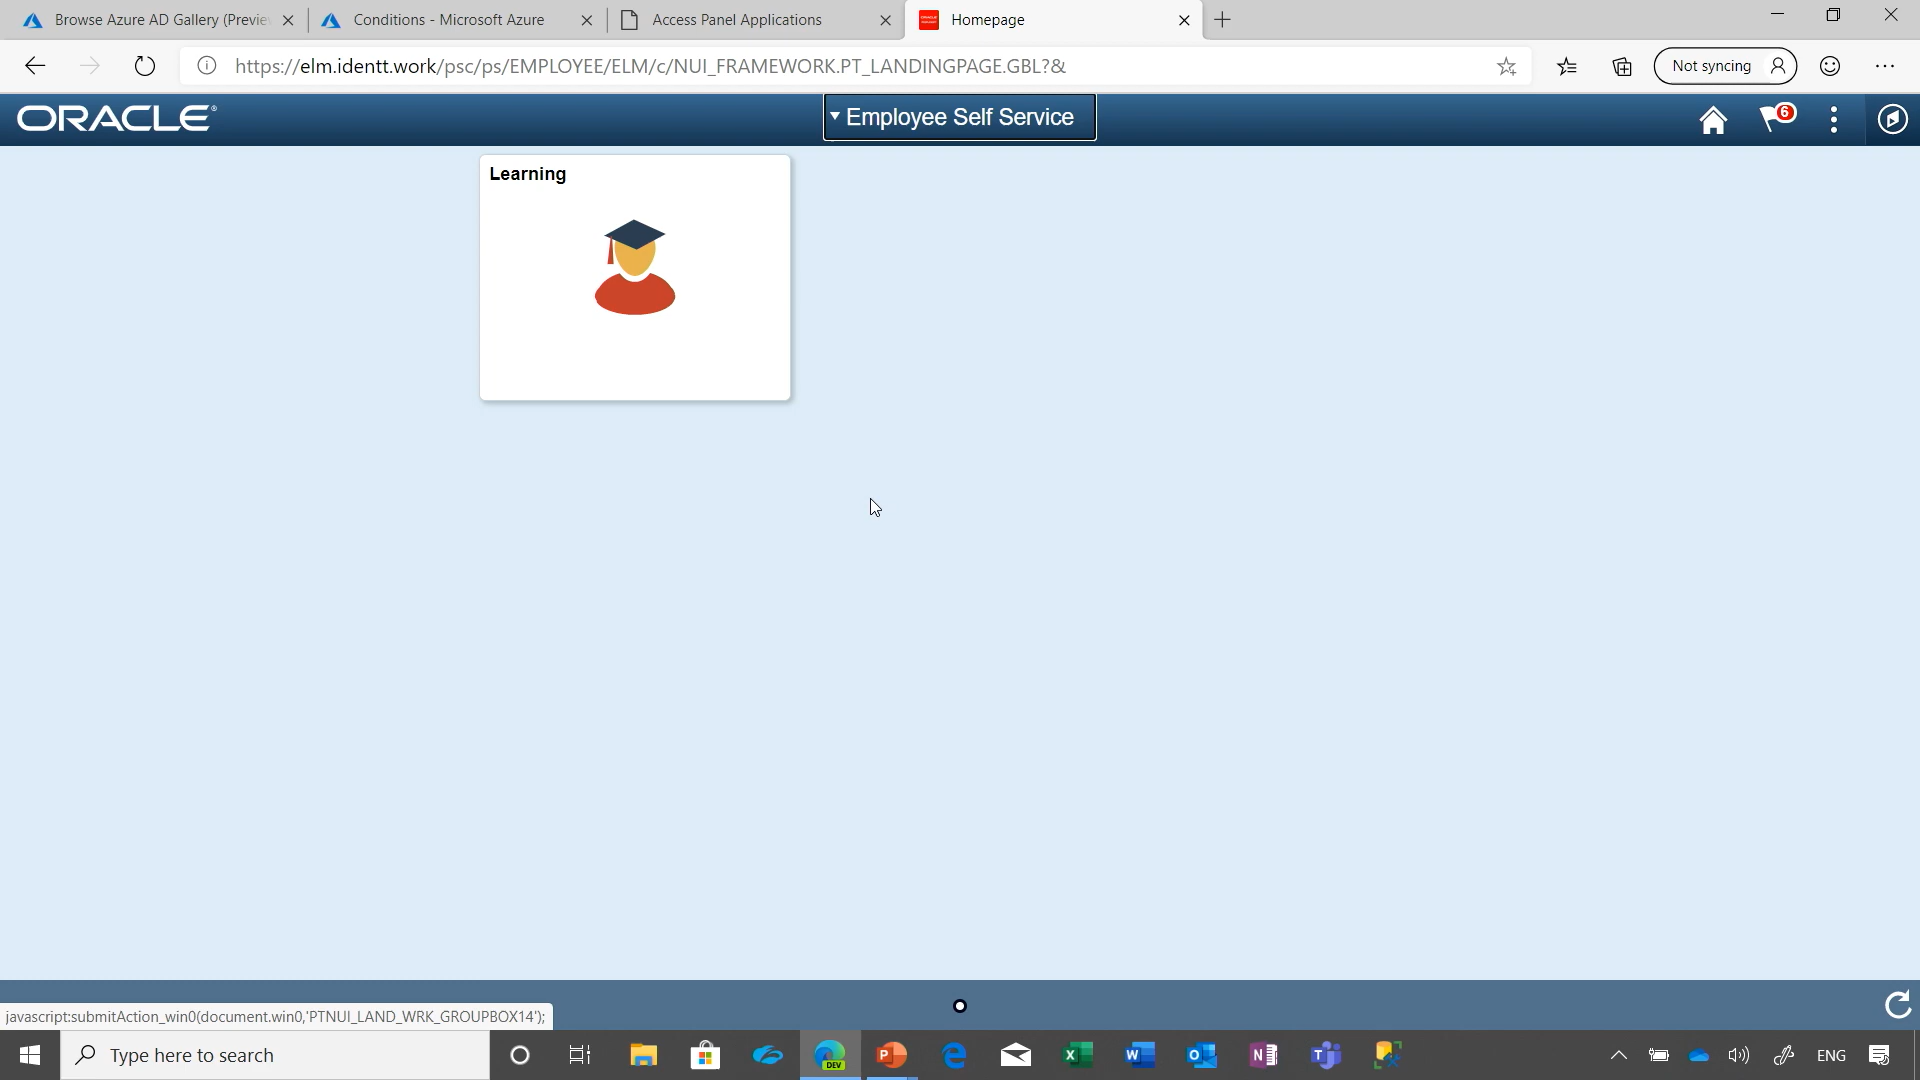 Browse Azure AD Gallery (Previe
Conditions - Microsoft Azure
Access Panel Applications
Homepage
https://elm.identt.work/psc/ps/EMPLOYEE/ELM/c/NUI_FRAMEWORK.PT_LANDINGPAGE.GBL?&
Not syncing
ORACLE
Employee Self Service
6
Learning
javascript:submitAction_win0(document.win0,'PTNUI_LAND_WRK_GROUPBOX14');
Type here to search
DEV
ENG